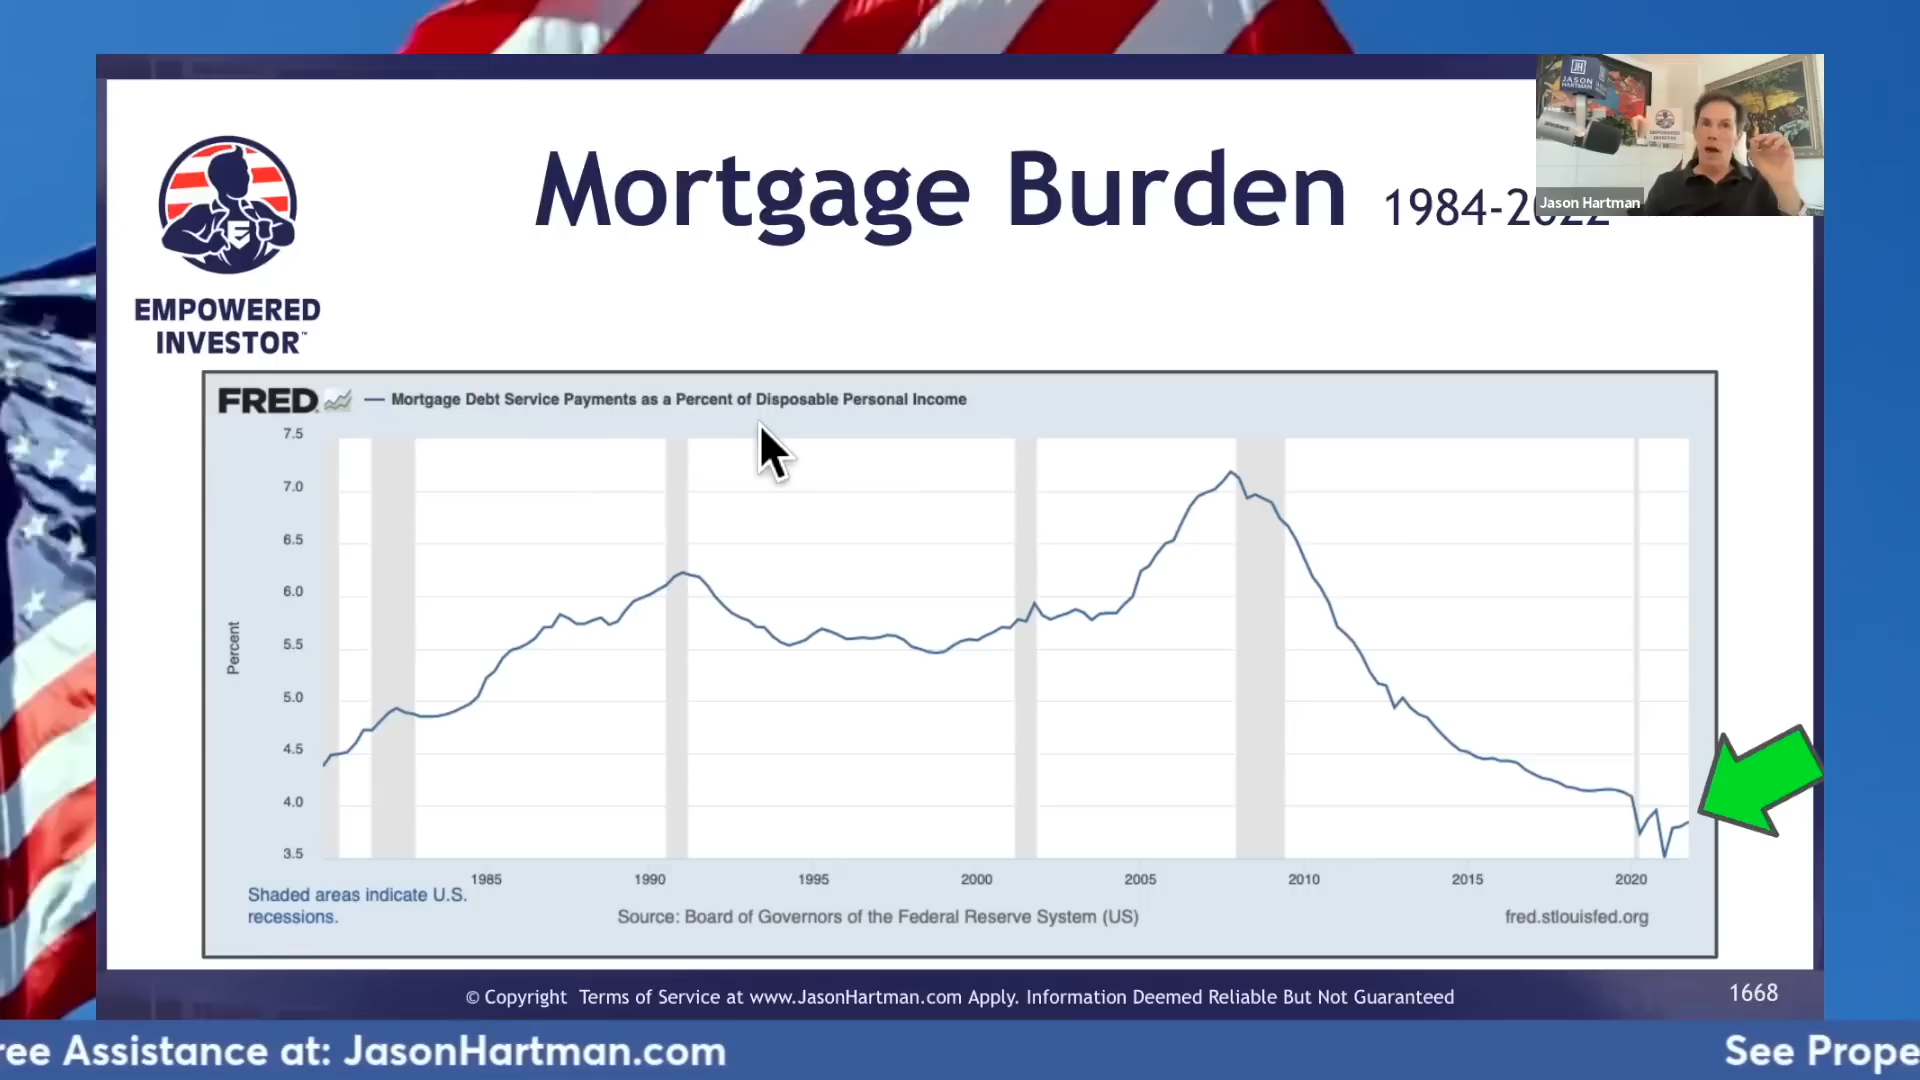 Mortgage Burden 1984-2022
JASON
HARTMAN
Jason Hartman
EMPOWERED
INVESTOR™
FRED — Mortgage Debt Service Payments as a Percent of Disposable Personal Income
7.5
7.0
6.5
6.0
5.5
5.0
4.5
4.0
3.5
Percent
1985 1990 1995 2000 2005 2010 2015 2020
Shaded areas indicate U.S.
recessions.
Source: Board of Governors of the Federal Reserve System (US)
fred.stlouisfed.org
© Copyright Terms of Service at www.JasonHartman.com Apply. Information Deemed Reliable But Not Guaranteed
1668
ree Assistance at: JasonHartman.com
See Prope